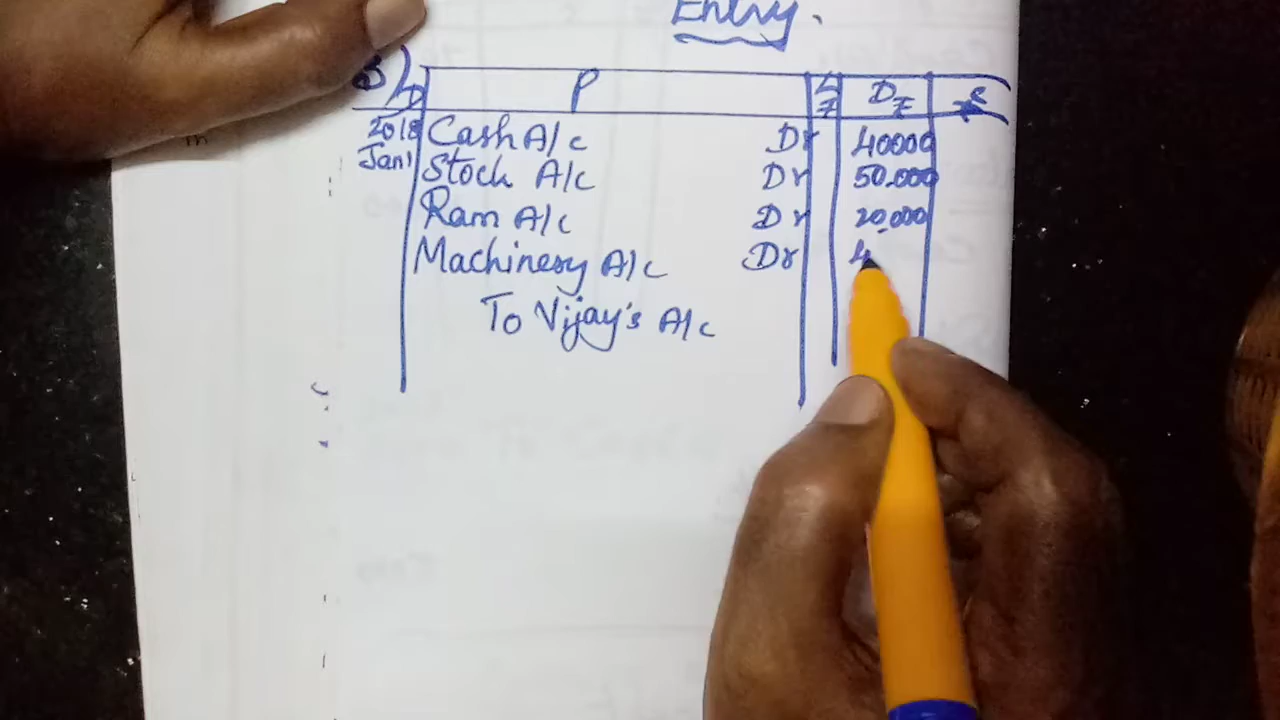 Entry.
D P L/F Dr ₹ C ₹
2018 Cash A/c Dr 40000
Jan 1 Stock A/c Dr 50,000
Ram A/c Dr 20,000
Machinery A/c Dr 4
To Vijay's A/c